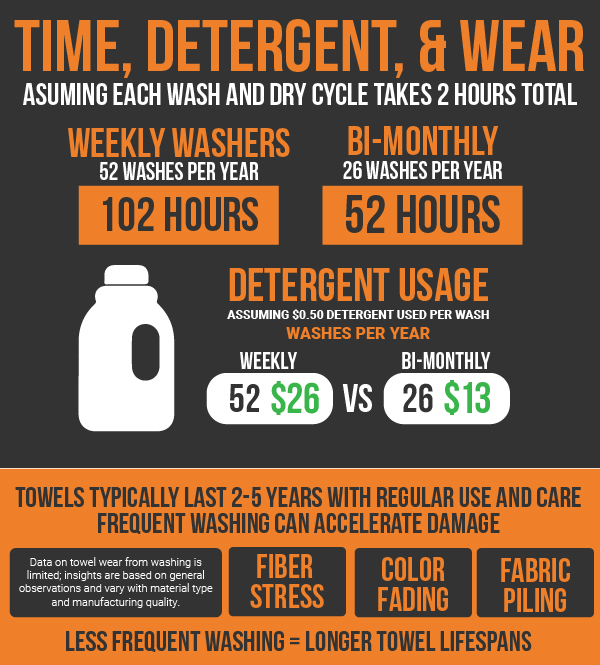 TIME, DETERGENT, & WEAR
ASUMING EACH WASH AND DRY CYCLE TAKES 2 HOURS TOTAL
WEEKLY WASHERS
52 WASHES PER YEAR
102 HOURS
BI-MONTHLY
26 WASHES PER YEAR
52 HOURS
DETERGENT USAGE
ASSUMING $0.50 DETERGENT USED PER WASH
WASHES PER YEAR
WEEKLY
52 $26
VS
BI-MONTHLY
26 $13
TOWELS TYPICALLY LAST 2-5 YEARS WITH REGULAR USE AND CARE
FREQUENT WASHING CAN ACCELERATE DAMAGE
Data on towel wear from washing is
limited; insights are based on general
observations and vary with material type
and manufacturing quality.
FIBER
STRESS
COLOR
FADING
FABRIC
PILING
LESS FREQUENT WASHING = LONGER TOWEL LIFESPANS